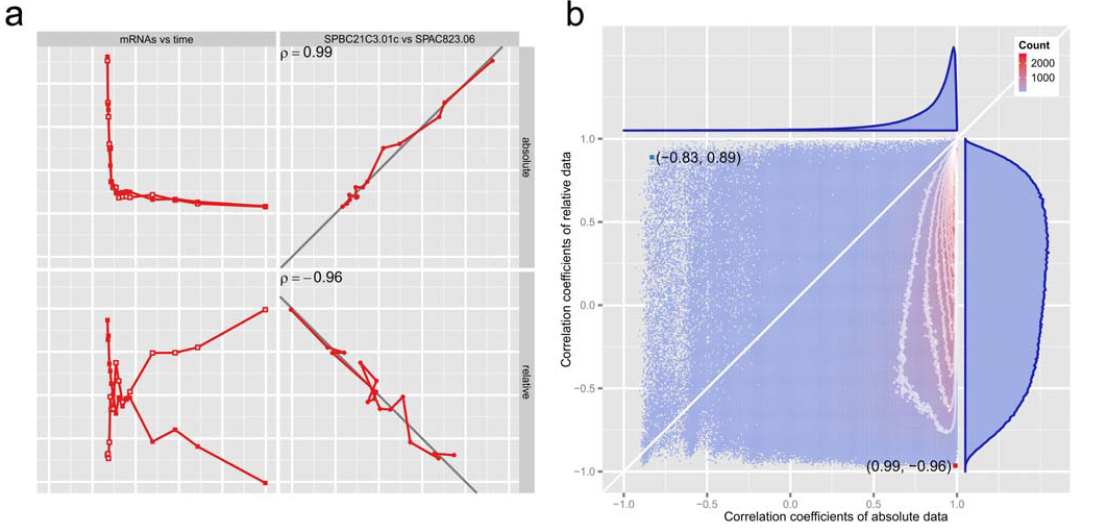 a
mRNAs vs time
SPBC21C3.01c vs SPAC823.06
ρ = 0.99
absolute
ρ = −0.96
relative
b
Count
2000
1000
(−0.83, 0.89)
(0.99, −0.96)
Correlation coefficients of relative data
1.0
0.5
0.0
−0.5
−1.0
−1.0
−0.5
0.0
0.5
1.0
Correlation coefficients of absolute data